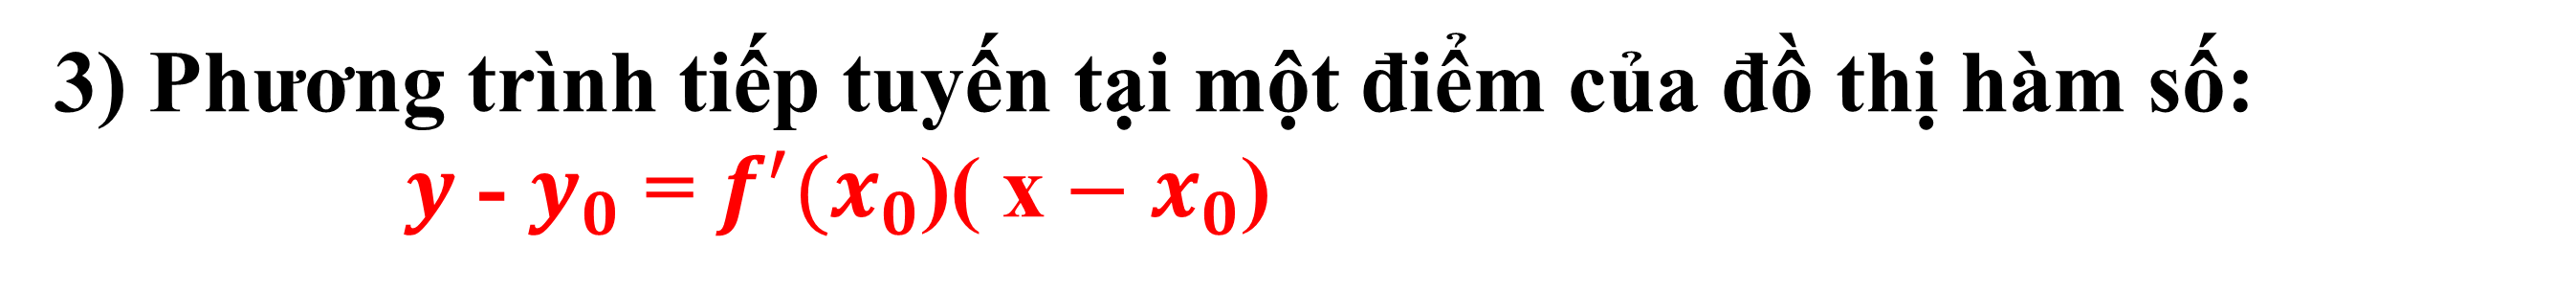 3) Phương trình tiếp tuyến tại một điểm của đồ thị hàm số:
y - y₀ = f′(x₀)( x − x₀)